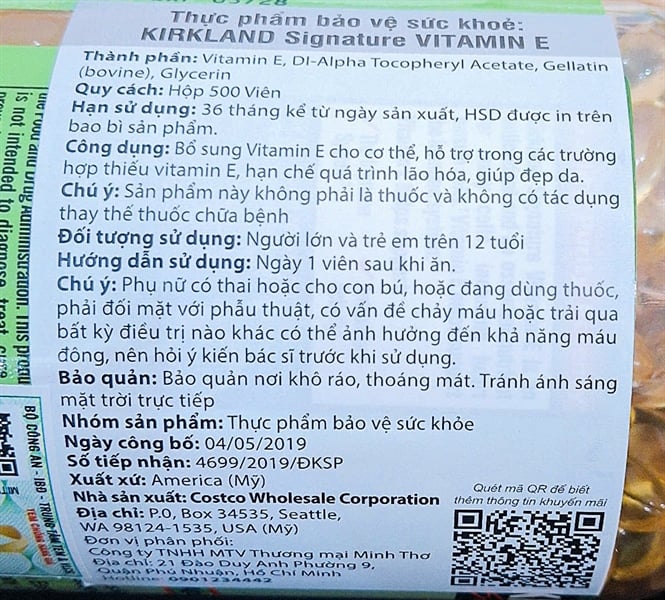 Thực phẩm bảo vệ sức khoẻ:
KIRKLAND Signature VITAMIN E
Thành phần: Vitamin E, Dl-Alpha Tocopheryl Acetate, Gellatin
(bovine), Glycerin
Quy cách: Hộp 500 Viên
Hạn sử dụng: 36 tháng kể từ ngày sản xuất, HSD được in trên
bao bì sản phẩm.
Công dụng: Bổ sung Vitamin E cho cơ thể, hỗ trợ trong các trường
hợp thiếu vitamin E, hạn chế quá trình lão hóa, giúp đẹp da.
Chú ý: Sản phẩm này không phải là thuốc và không có tác dụng
thay thế thuốc chữa bệnh
Đối tượng sử dụng: Người lớn và trẻ em trên 12 tuổi
Hướng dẫn sử dụng: Ngày 1 viên sau khi ăn.
Chú ý: Phụ nữ có thai hoặc cho con bú, hoặc đang dùng thuốc,
phải đối mặt với phẫu thuật, có vấn đề chảy máu hoặc trải qua
bất kỳ điều trị nào khác có thể ảnh hưởng đến khả năng máu
đông, nên hỏi ý kiến bác sĩ trước khi sử dụng.
Bảo quản: Bảo quản nơi khô ráo, thoáng mát. Tránh ánh sáng
mặt trời trực tiếp
Nhóm sản phẩm: Thực phẩm bảo vệ sức khỏe
Ngày công bố: 04/05/2019
Số tiếp nhận: 4699/2019/ĐKSP
Xuất xứ: America (Mỹ)
Nhà sản xuất: Costco Wholesale Corporation
Địa chỉ: P.O, Box 34535, Seattle,
WA 98124-1535, USA (Mỹ)
Đơn vị phân phối:
Công ty TNHH MTV Thương mại Minh Thơ
Địa chỉ: 21 Đào Duy Anh Phường 9,
Quận Phú Nhuận, Hồ Chí Minh
Hotline: 0901234442
Quét mã QR để biết
thêm thông tin khuyến mãi
is not intended to diagnose, treat, cure
BỘ CÔNG AN - IBD - TRUNG TÂM